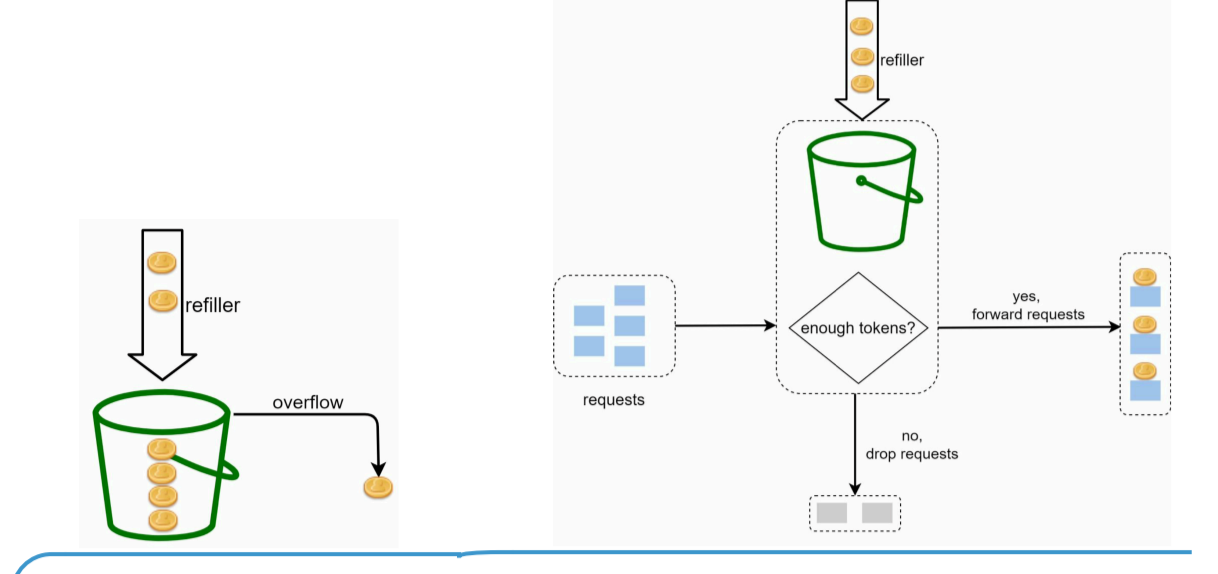 refiller
overflow
refiller
requests
enough tokens?
yes,
forward requests
no,
drop requests